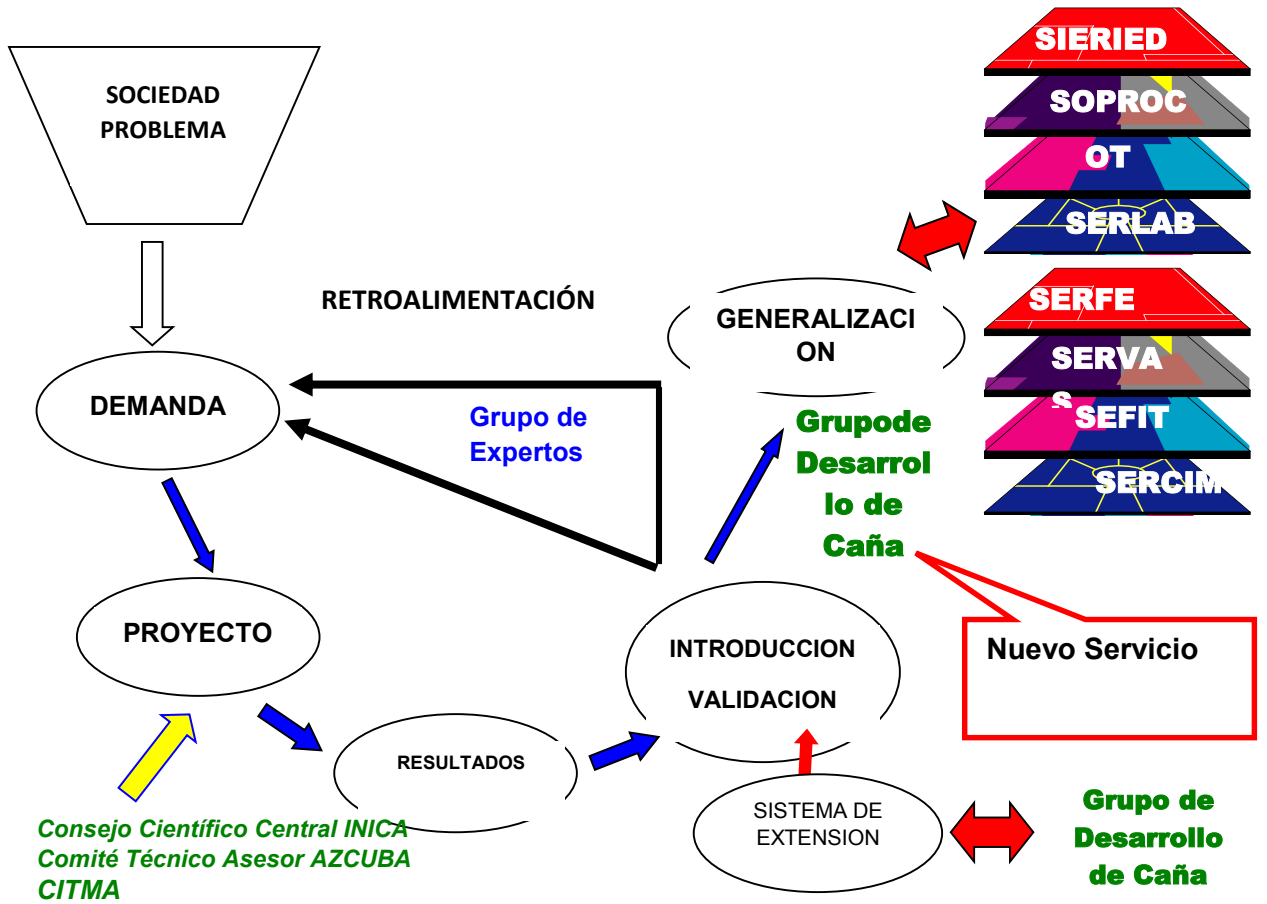 SOCIEDAD
PROBLEMA
SIERIED
SOPROC
OT
SERLAB
RETROALIMENTACIÓN
GENERALIZACI
ON
SERFE
SERVA
S
SEFIT
SERCIM
DEMANDA
Grupo de
Expertos
Grupode
Desarrol
lo de
Caña
PROYECTO
INTRODUCCION
VALIDACION
Nuevo Servicio
RESULTADOS
SISTEMA DE
EXTENSION
Grupo de
Desarrollo
de Caña
Consejo Científico Central INICA
Comité Técnico Asesor AZCUBA
CITMA